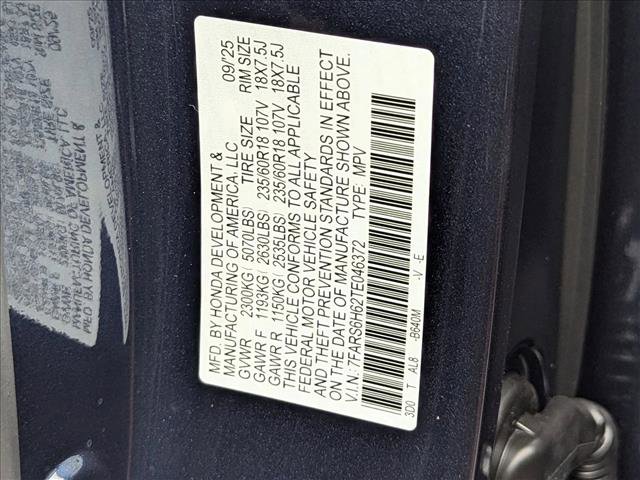 MFD. BY HONDA DEVELOPMENT &
MANUFACTURING OF AMERICA, LLC 09/'25
GVWR 2300KG( 5070LBS) TIRE SIZE RIM SIZE
GAWR F 1193KG( 2630LBS) 235/60R18 107V 18X7.5J
GAWR R 1150KG( 2535LBS) 235/60R18 107V 18X7.5J
THIS VEHICLE CONFORMS TO ALL APPLICABLE
FEDERAL MOTOR VEHICLE SAFETY
AND THEFT PREVENTION STANDARDS IN EFFECT
ON THE DATE OF MANUFACTURE SHOWN ABOVE.
V.I.N.: 7FARS6H62TE046372 TYPE: MPV
3D0 T AL8 -B640M -V -E